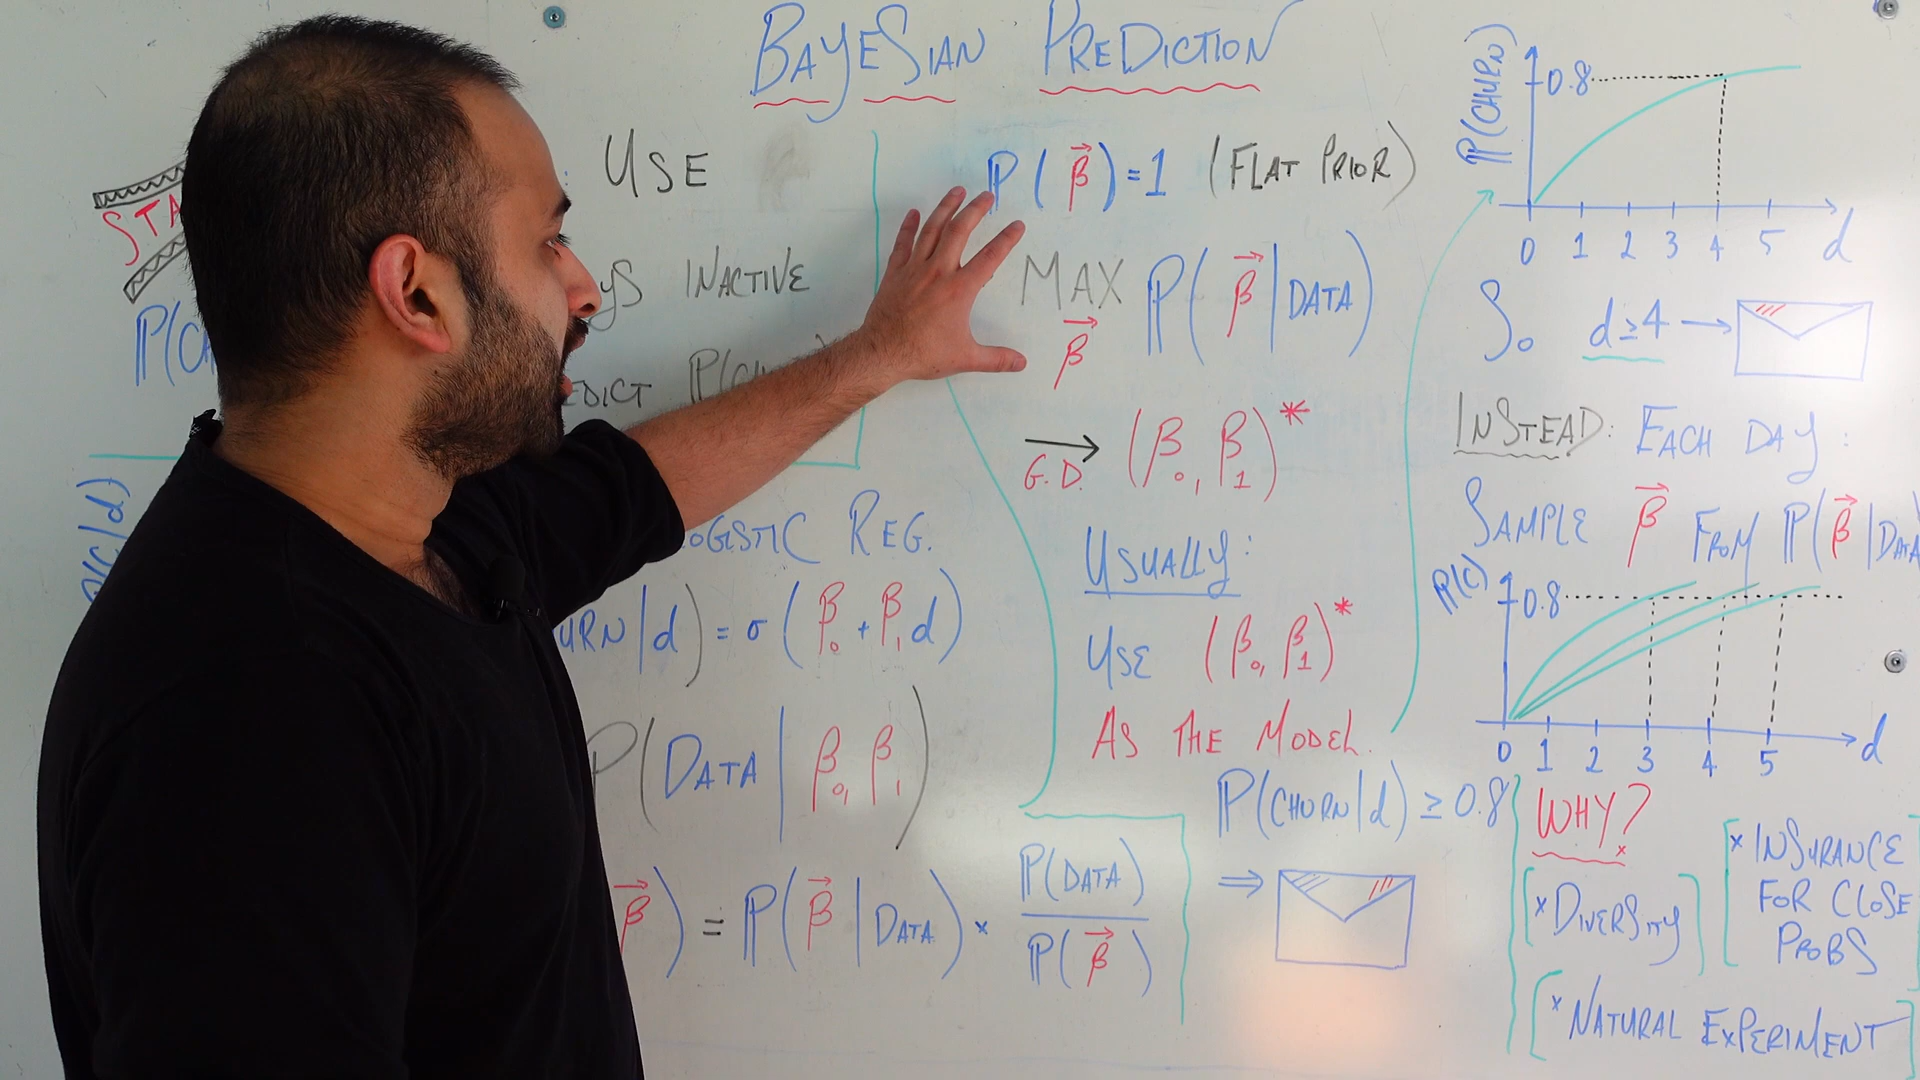 BAYESIAN PREDICTION
: USE
INACTIVE
P(
LOGISTIC REG.
| d) = σ(β₀ + β₁d)
P(DATA | β₀, β₁)
β⃗) = P(β⃗ | DATA) × P(DATA) / P(β⃗)
P(β⃗) = 1 (FLAT PRIOR)
MAX P(β⃗ | DATA)
β⃗
G.D. → (β₀, β₁)*
USUALLY:
USE (β₀, β₁)*
AS THE MODEL.
P(CHURN | d) ≥ 0.8
⇒
P(CHURN)
0.8
0 1 2 3 4 5 d
So d ≥ 4 →
INSTEAD: EACH DAY:
SAMPLE β⃗ FROM P(β⃗ | DATA
P(C)
0.8
0 1 2 3 4 5 d
WHY?
× DIVERSITY
× INSURANCE
FOR CLOSE
PROBS
× NATURAL EXPERIMENT